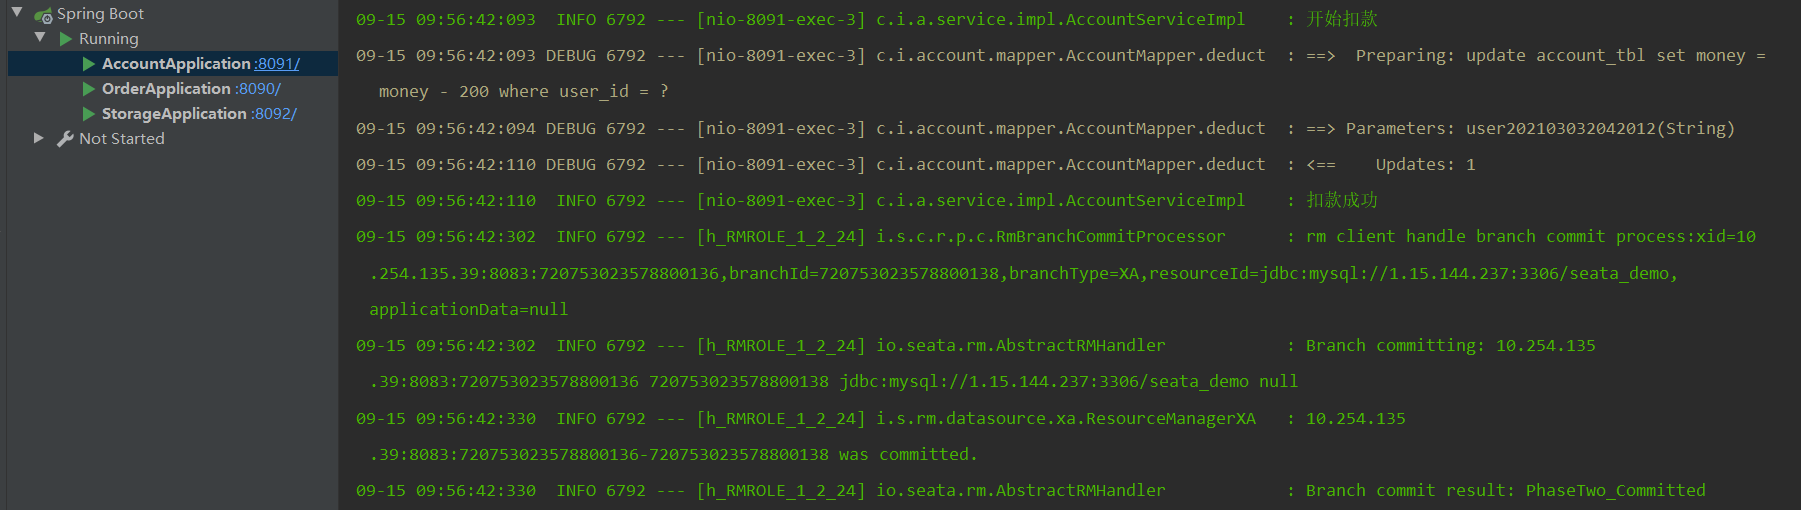 Spring Boot
Running
AccountApplication :8091/
OrderApplication :8090/
StorageApplication :8092/
Not Started
09-15 09:56:42:093  INFO 6792 --- [nio-8091-exec-3] c.i.a.service.impl.AccountServiceImpl    : 开始扣款
09-15 09:56:42:093 DEBUG 6792 --- [nio-8091-exec-3] c.i.account.mapper.AccountMapper.deduct  : ==>  Preparing: update account_tbl set money =
money - 200 where user_id = ?
09-15 09:56:42:094 DEBUG 6792 --- [nio-8091-exec-3] c.i.account.mapper.AccountMapper.deduct  : ==> Parameters: user202103032042012(String)
09-15 09:56:42:110 DEBUG 6792 --- [nio-8091-exec-3] c.i.account.mapper.AccountMapper.deduct  : <==    Updates: 1
09-15 09:56:42:110  INFO 6792 --- [nio-8091-exec-3] c.i.a.service.impl.AccountServiceImpl    : 扣款成功
09-15 09:56:42:302  INFO 6792 --- [h_RMROLE_1_2_24] i.s.c.r.p.c.RmBranchCommitProcessor      : rm client handle branch commit process:xid=10
.254.135.39:8083:720753023578800136,branchId=720753023578800138,branchType=XA,resourceId=jdbc:mysql://1.15.144.237:3306/seata_demo,
applicationData=null
09-15 09:56:42:302  INFO 6792 --- [h_RMROLE_1_2_24] io.seata.rm.AbstractRMHandler            : Branch committing: 10.254.135
.39:8083:720753023578800136 720753023578800138 jdbc:mysql://1.15.144.237:3306/seata_demo null
09-15 09:56:42:330  INFO 6792 --- [h_RMROLE_1_2_24] i.s.rm.datasource.xa.ResourceManagerXA   : 10.254.135
.39:8083:720753023578800136-720753023578800138 was committed.
09-15 09:56:42:330  INFO 6792 --- [h_RMROLE_1_2_24] io.seata.rm.AbstractRMHandler            : Branch commit result: PhaseTwo_Committed